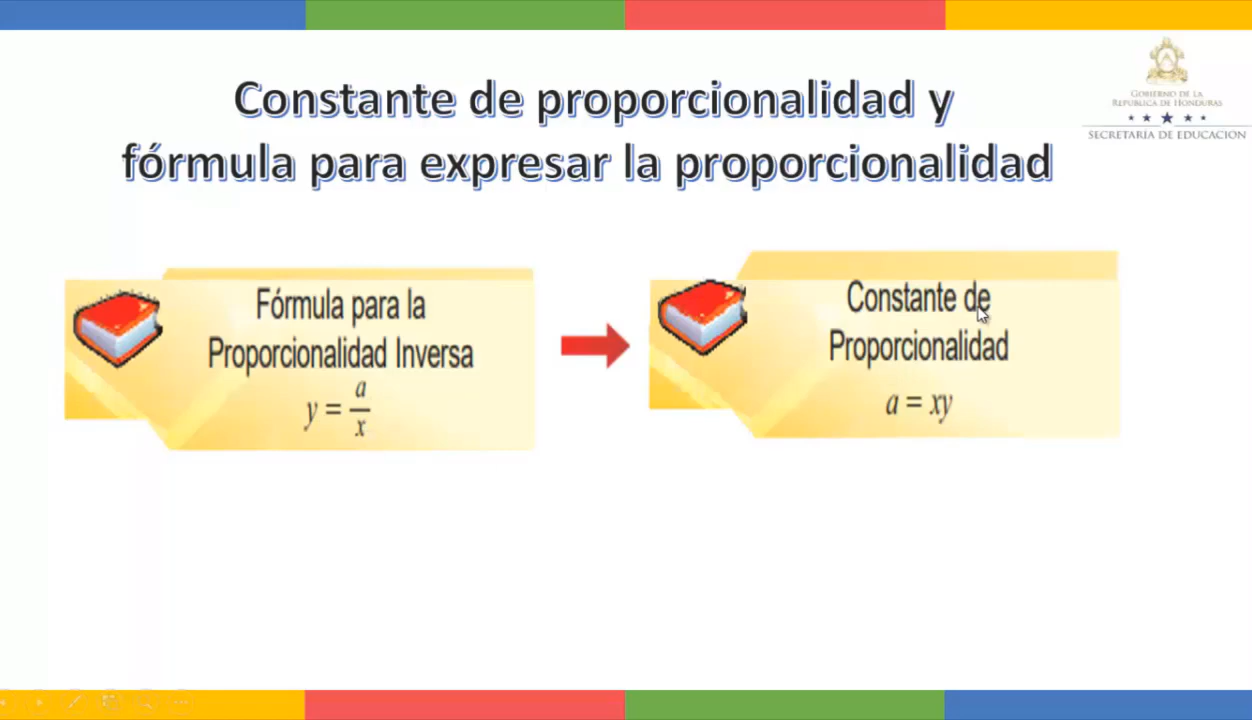 Constante de proporcionalidad y
fórmula para expresar la proporcionalidad
GOBIERNO DE LA
REPÚBLICA DE HONDURAS
SECRETARÍA DE EDUCACIÓN
Fórmula para la
Proporcionalidad Inversa
y = a/x
Constante de
Proporcionalidad
a = xy